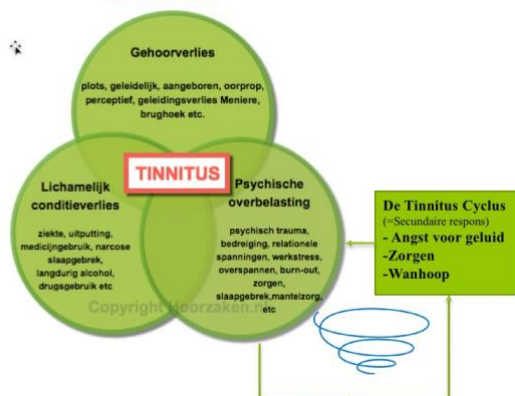 Gehoorverlies
plots, geleidelijk, aangeboren, oorprop,
perceptief, geleidingsverlies Meniere,
brughoek etc.
TINNITUS
Lichamelijk
conditieverlies
ziekte, uitputting,
medicijngebruik, narcose
slaapgebrek,
langdurig alcohol,
drugsgebruik etc
Psychische
overbelasting
psychisch trauma,
bedreiging, relationele
spanningen, werkstress,
overspannen, burn-out,
zorgen,
slaapgebrek,mantelzorg,
etc
De Tinnitus Cyclus
(=Secundaire respons)
- Angst voor geluid
-Zorgen
-Wanhoop
Copyright Hoorzaken.n